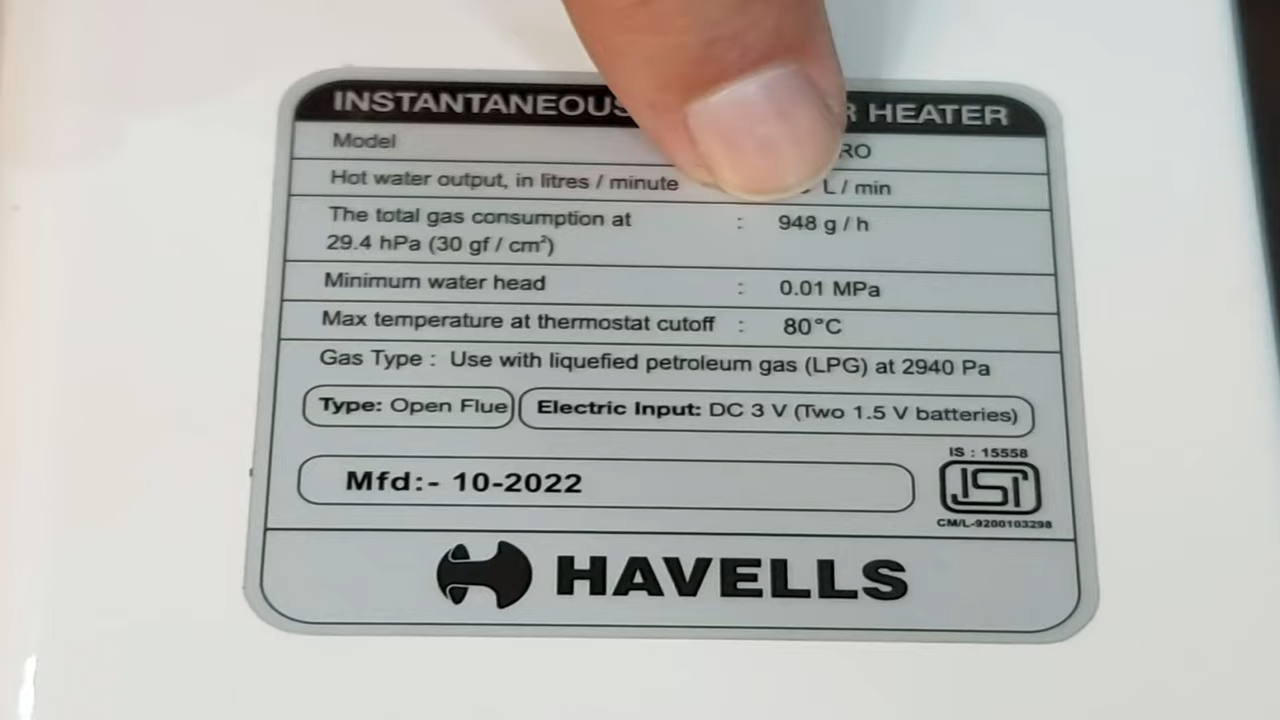 INSTANTANEOUS HEATER
Model RO
Hot water output, in litres / minute L / min
The total gas consumption at : 948 g / h
29.4 hPa (30 gf / cm²)
Minimum water head : 0.01 MPa
Max temperature at thermostat cutoff : 80°C
Gas Type : Use with liquefied petroleum gas (LPG) at 2940 Pa
Type: Open Flue Electric Input: DC 3 V (Two 1.5 V batteries)
IS : 15558
Mfd:- 10-2022
ISI
CM/L-9200103298
HAVELLS